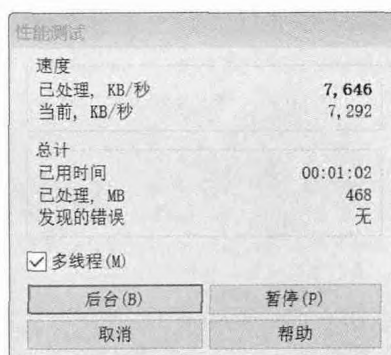 性能测试
速度
已处理, KB/秒 7,646
当前, KB/秒 7,292
总计
已用时间 00:01:02
已处理, MB 468
发现的错误 无
多线程(M)
后台(B) 暂停(P)
取消 帮助